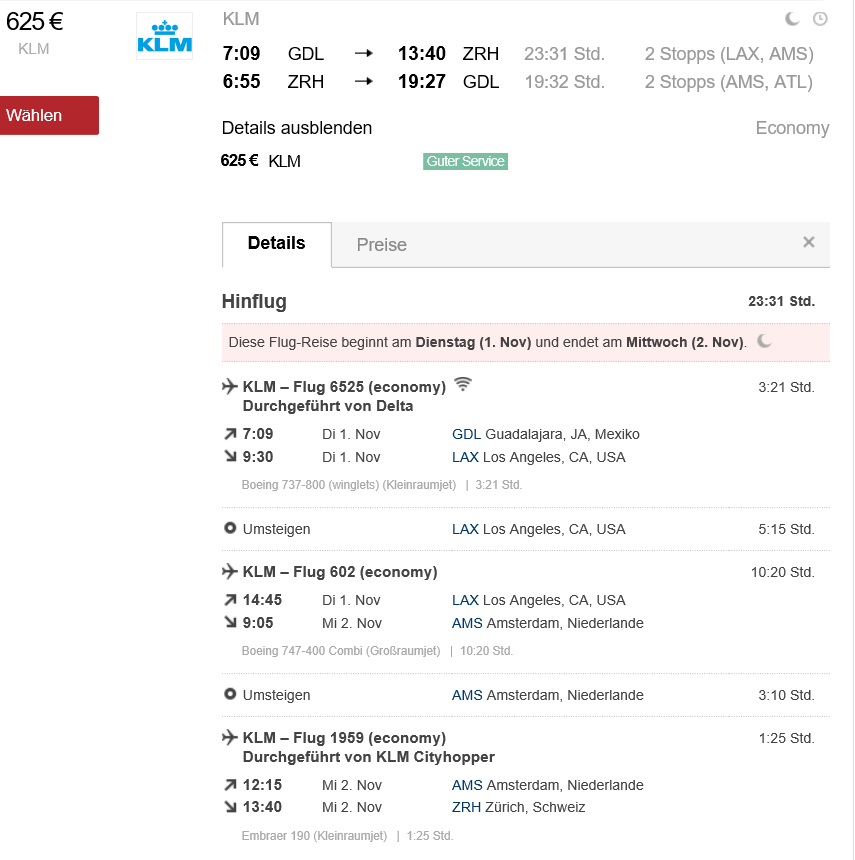 625 €
KLM
Wählen
KLM
KLM
7:09 GDL → 13:40 ZRH 23:31 Std. 2 Stopps (LAX, AMS)
6:55 ZRH → 19:27 GDL 19:32 Std. 2 Stopps (AMS, ATL)
Details ausblenden Economy
625 € KLM Guter Service
Details Preise ×
Hinflug 23:31 Std.
Diese Flug-Reise beginnt am Dienstag (1. Nov) und endet am Mittwoch (2. Nov).
KLM – Flug 6525 (economy) 3:21 Std.
Durchgeführt von Delta
7:09 Di 1. Nov GDL Guadalajara, JA, Mexiko
9:30 Di 1. Nov LAX Los Angeles, CA, USA
Boeing 737-800 (winglets) (Kleinraumjet) | 3:21 Std.
Umsteigen LAX Los Angeles, CA, USA 5:15 Std.
KLM – Flug 602 (economy) 10:20 Std.
14:45 Di 1. Nov LAX Los Angeles, CA, USA
9:05 Mi 2. Nov AMS Amsterdam, Niederlande
Boeing 747-400 Combi (Großraumjet) | 10:20 Std.
Umsteigen AMS Amsterdam, Niederlande 3:10 Std.
KLM – Flug 1959 (economy) 1:25 Std.
Durchgeführt von KLM Cityhopper
12:15 Mi 2. Nov AMS Amsterdam, Niederlande
13:40 Mi 2. Nov ZRH Zürich, Schweiz
Embraer 190 (Kleinraumjet) | 1:25 Std.